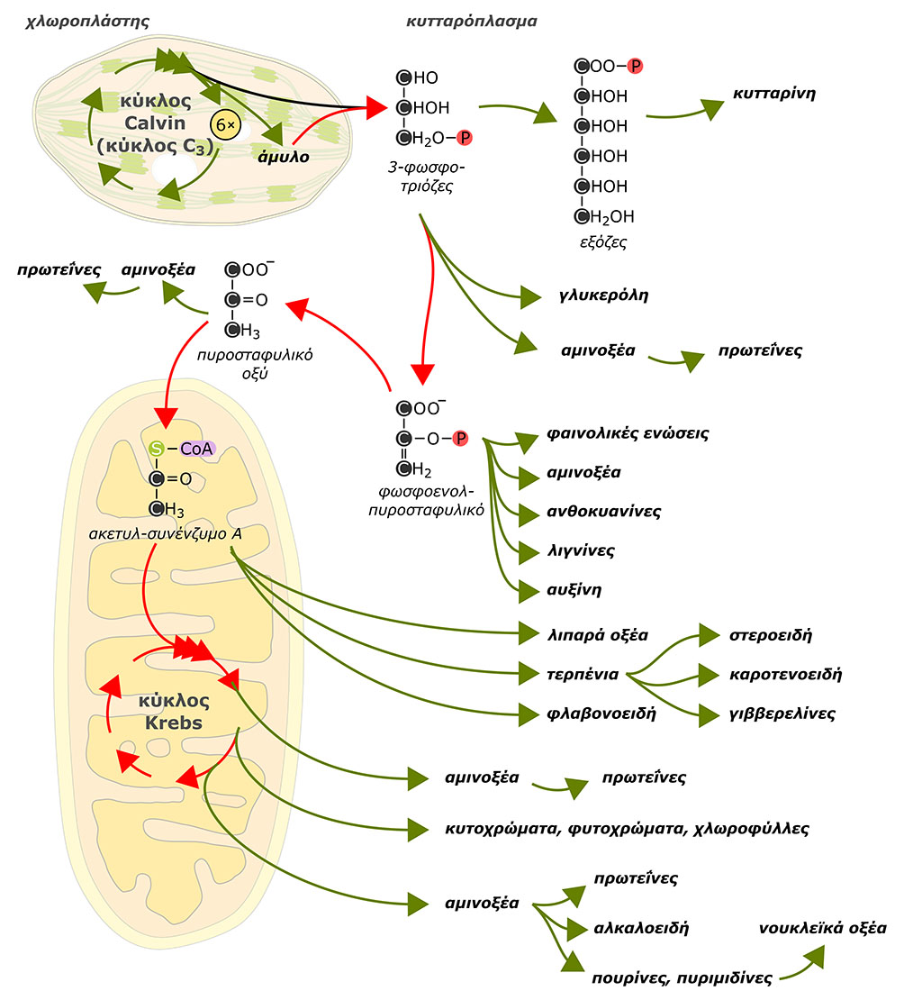 χλωροπλάστης
κυτταρόπλασμα
κύκλος
Calvin
(κύκλος C₃)
6×
άμυλο
CHO
CHOH
CH₂O–P
3-φωσφο-
τριόζες
COO–P
CHOH
CHOH
CHOH
CHOH
CH₂OH
εξόζες
κυτταρίνη
πρωτεΐνες
αμινοξέα
COO⁻
C=O
CH₃
πυροσταφυλικό
οξύ
γλυκερόλη
αμινοξέα
πρωτεΐνες
COO⁻
C–O–P
CH₂
φωσφοενολ-
πυροσταφυλικό
φαινολικές ενώσεις
αμινοξέα
ανθοκυανίνες
λιγνίνες
αυξίνη
S–CoA
C=O
CH₃
ακετυλ-συνένζυμο Α
λιπαρά οξέα
τερπένια
φλαβονοειδή
στεροειδή
καροτενοειδή
γιββερελίνες
κύκλος
Krebs
αμινοξέα
πρωτεΐνες
κυτοχρώματα, φυτοχρώματα, χλωροφύλλες
αμινοξέα
πρωτεΐνες
αλκαλοειδή
πουρίνες, πυριμιδίνες
νουκλεϊκά οξέα